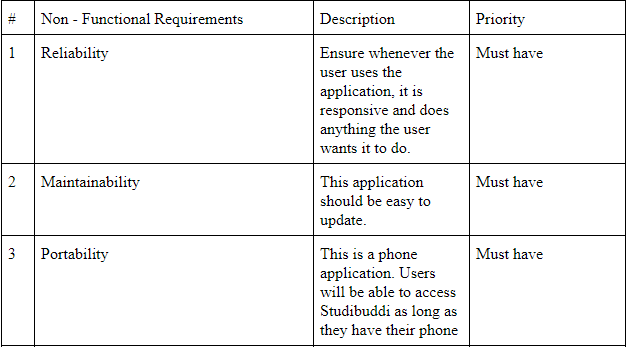 # Non - Functional Requirements Description Priority
1 Reliability Ensure whenever the Must have
user uses the
application, it is
responsive and does
anything the user
wants it to do.
2 Maintainability This application Must have
should be easy to
update.
3 Portability This is a phone Must have
application. Users
will be able to access
Studibuddi as long as
they have their phone